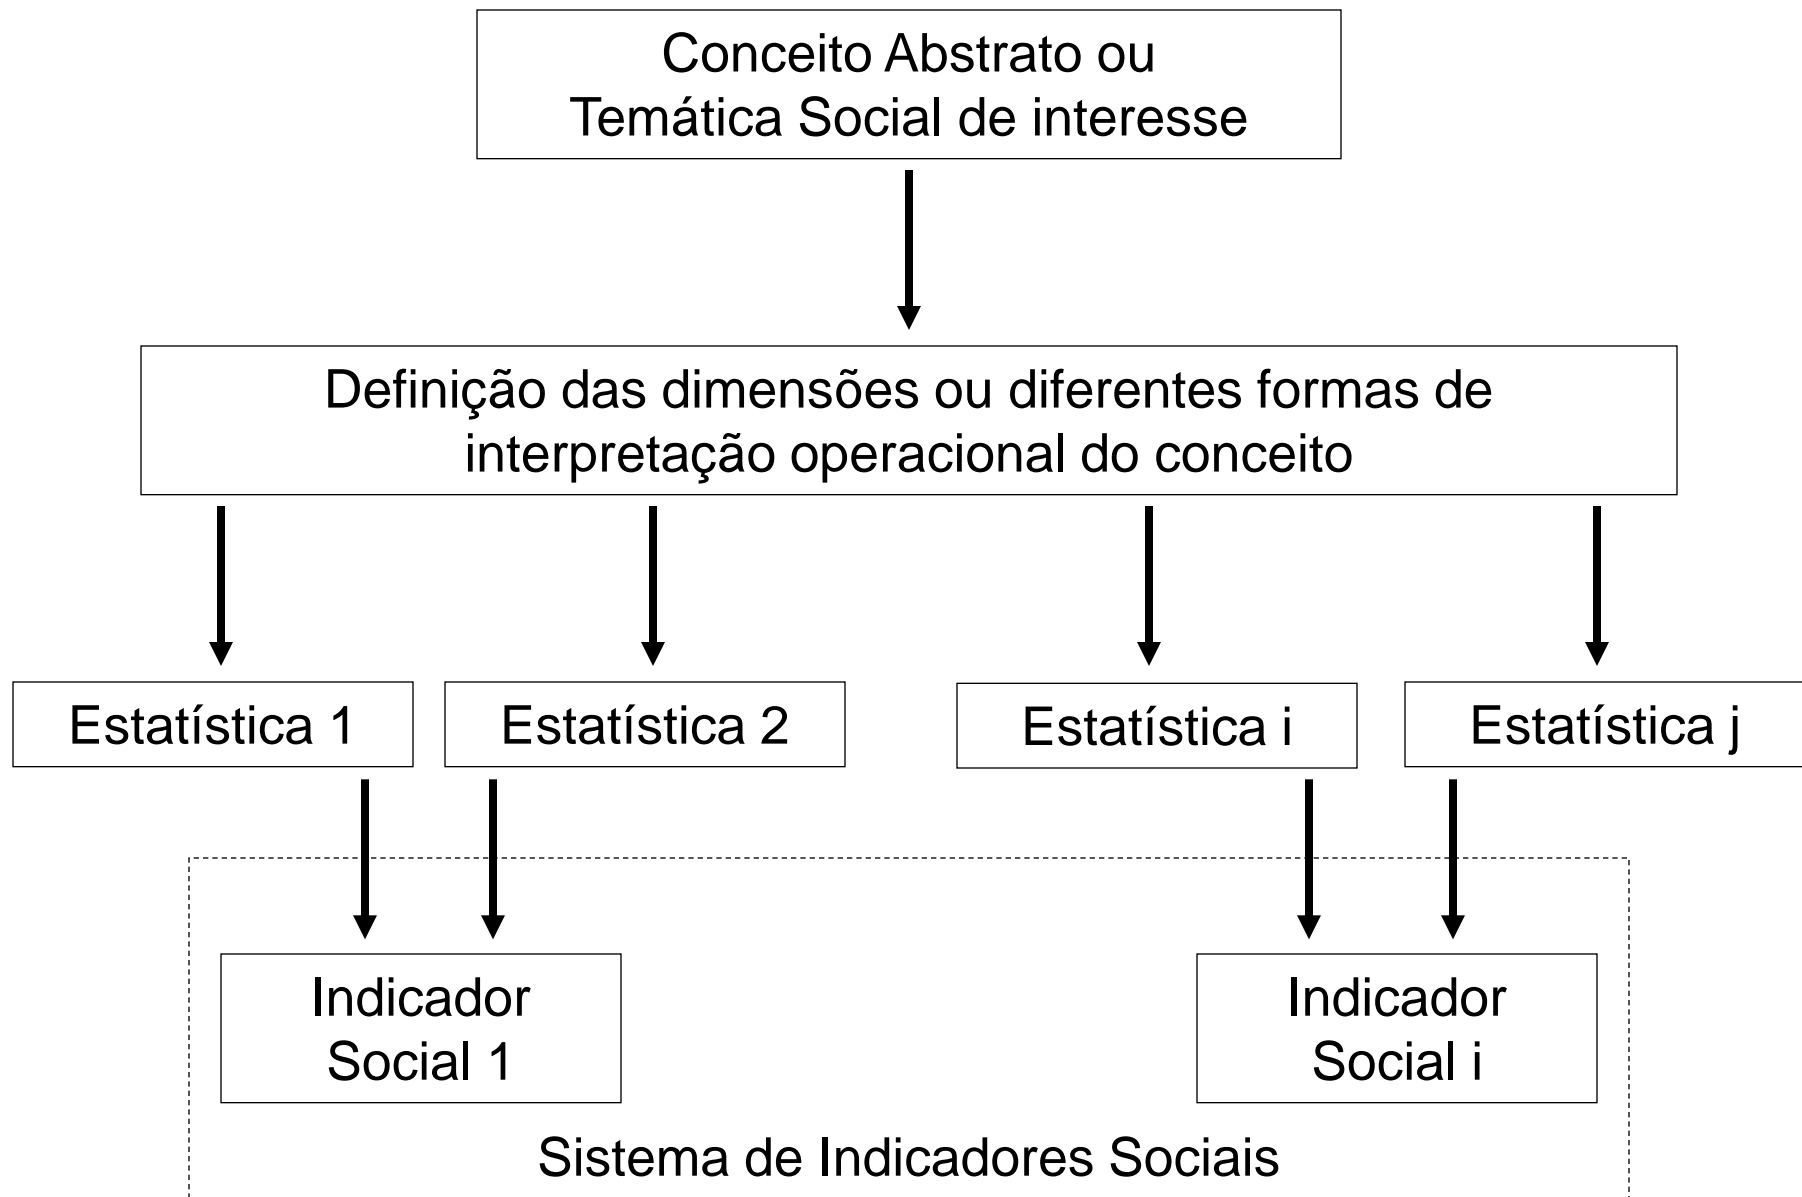 Conceito Abstrato ou
Temática Social de interesse
Definição das dimensões ou diferentes formas de
interpretação operacional do conceito
Estatística 1
Estatística 2
Estatística i
Estatística j
Indicador
Social 1
Indicador
Social i
Sistema de Indicadores Sociais